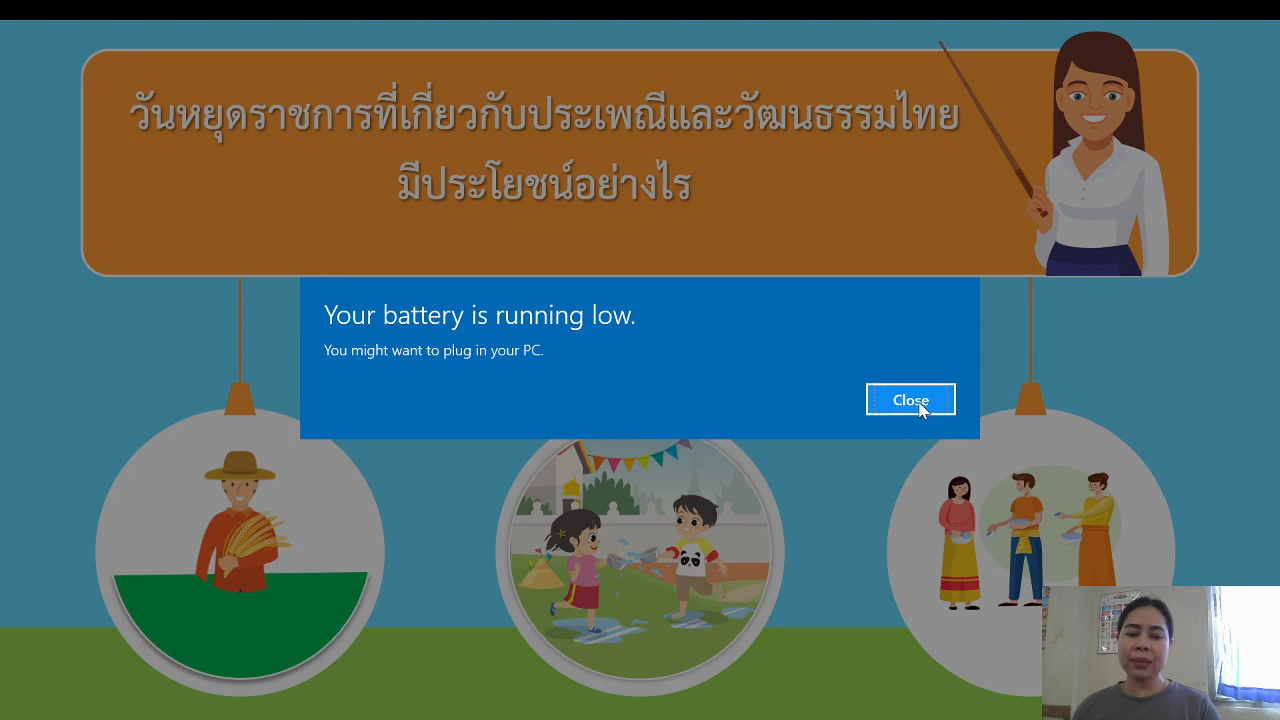 วันหยุดราชการที่เกี่ยวกับประเพณีและวัฒนธรรมไทย
มีประโยชน์อย่างไร
Your battery is running low.
You might want to plug in your PC.
Close